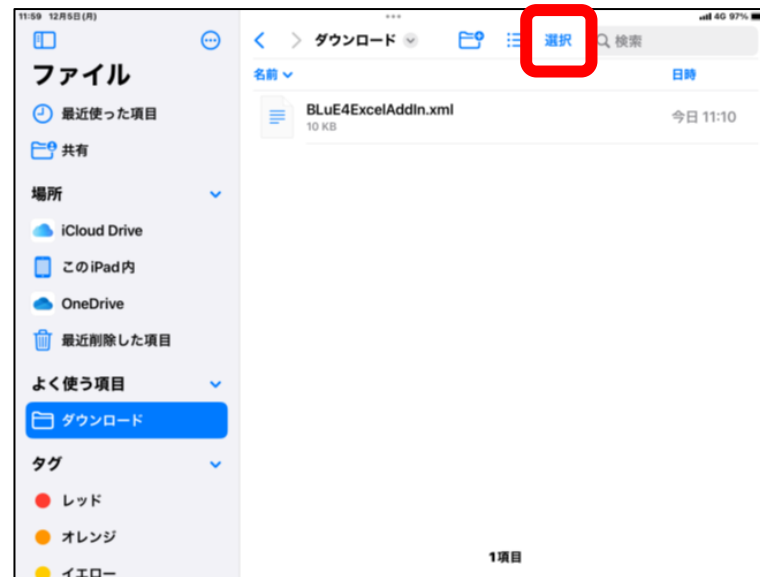 11:59 12月5日(月)
4G 97%
ダウンロード
選択
検索
ファイル
名前
日時
最近使った項目
BLuE4ExcelAddIn.xml
今日 11:10
10 KB
共有
場所
iCloud Drive
このiPad内
OneDrive
最近削除した項目
よく使う項目
ダウンロード
タグ
レッド
オレンジ
イエロー
1項目